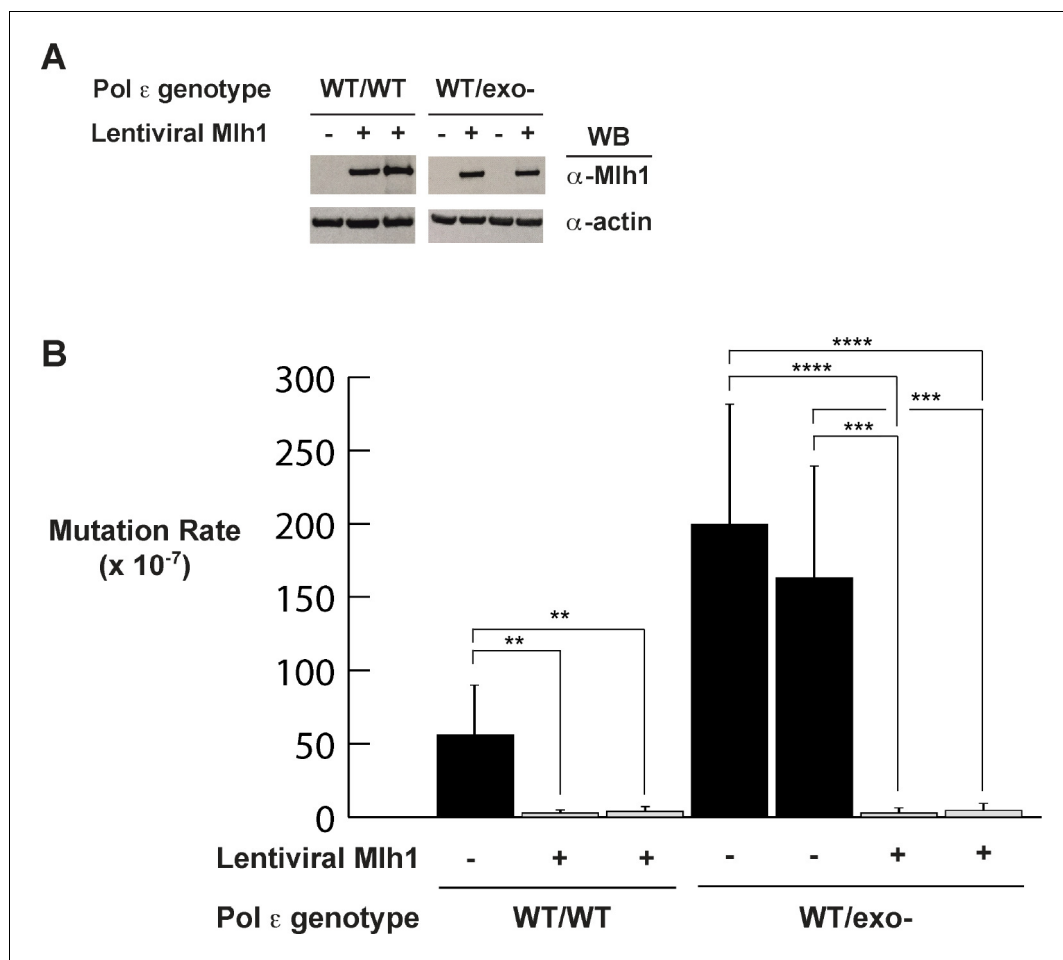 A
Pol ε genotype WT/WT WT/exo-
Lentiviral Mlh1 - + + - + - + WB
α-Mlh1
α-actin
B
****
300 ****
***
250 ***
Mutation Rate 200
(x 10-7)
150
** 
**
100
50
0
Lentiviral Mlh1 - + + - - + +
Pol ε genotype WT/WT WT/exo-